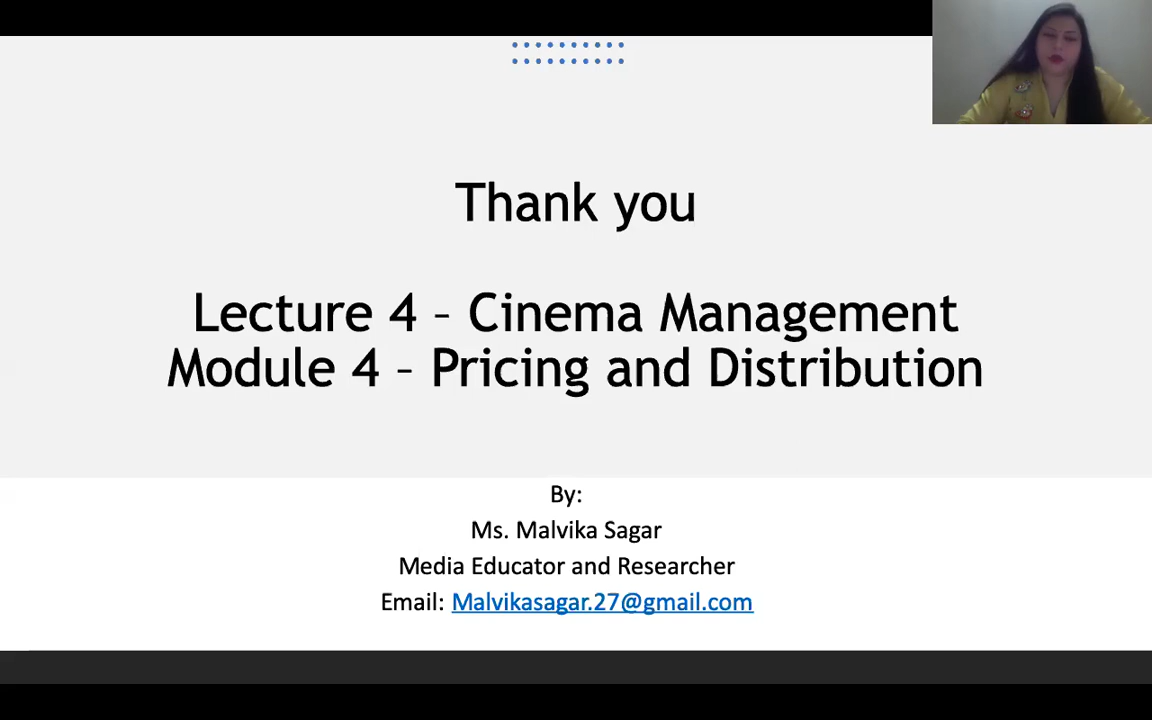 Thank you
Lecture 4 – Cinema Management
Module 4 – Pricing and Distribution
By:
Ms. Malvika Sagar
Media Educator and Researcher
Email: Malvikasagar.27@gmail.com